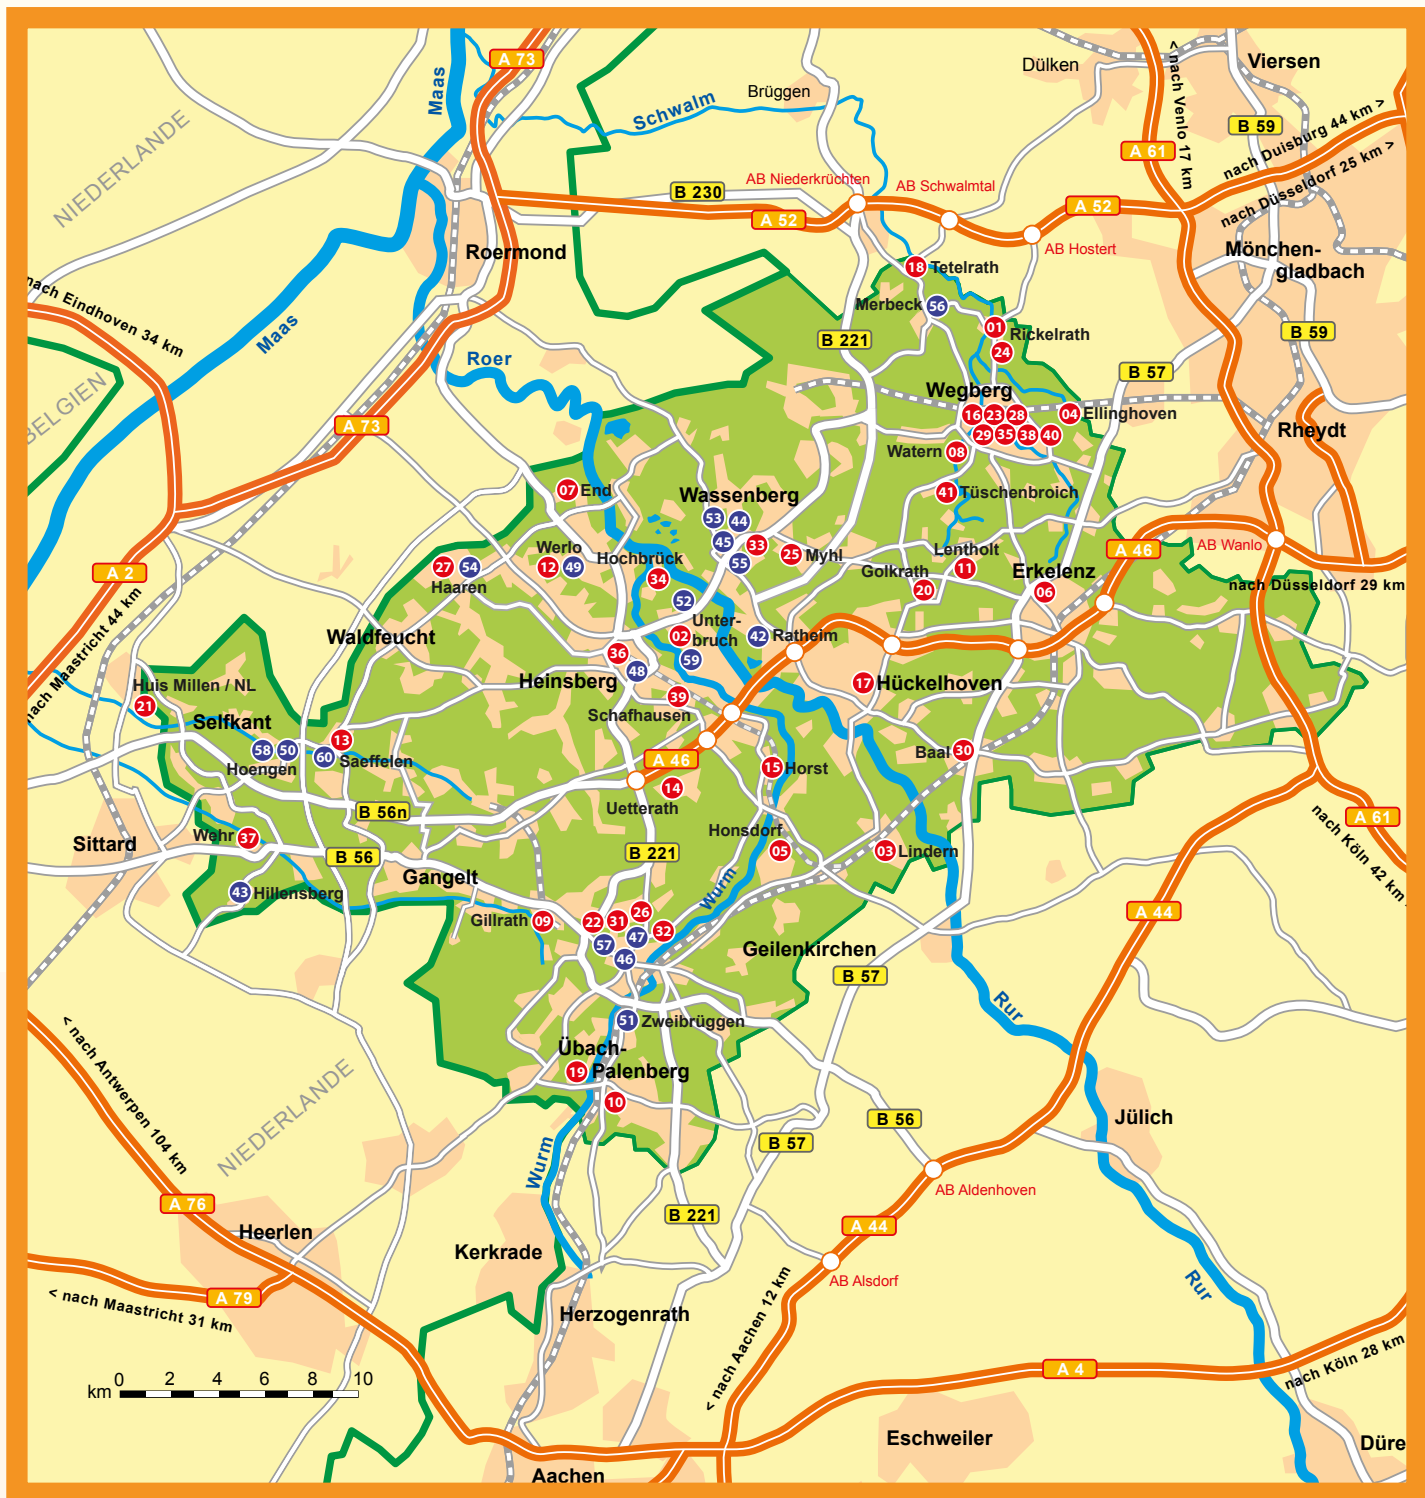 A 73
Maas
Schwalm
Brüggen
Dülken
Viersen
< nach Venlo 17 km
B 59
nach Duisburg 44 km >
nach Düsseldorf 25 km >
A 61
NIEDERLANDE
AB Niederkrüchten
AB Schwalmtal
B 230
A 52
A 52
AB Hostert
Roermond
Mönchen-
gladbach
18 Tetelrath
nach Eindhoven 34 km
Maas
Merbeck 56
01
Rickelrath
24
B 221
B 59
Roer
B 57
BELGIEN
Wegberg
16 23 28
04 Ellinghoven
29 35 38 40
A 73
Rheydt
Watern 08
07 End
Wassenberg
41 Tüschenbroich
53 44
45 33
55
25 Myhl
Werlo
12 49
Hochbrück
34
27 54
Haaren
Lentholt
11
Golkrath
20
Erkelenz
06
A 46
AB Wanlo
nach Düsseldorf 29 km
A 2
nach Maastricht 44 km
52
Unter-
bruch
02
59
42 Ratheim
Waldfeucht
36
48
Heinsberg
39
Schafhausen
17 Hückelhoven
Huis Millen / NL
21
Selfkant
58 50
Hoengen
60
13
Saeffelen
Baal 30
A 46
15 Horst
14
Uetterath
B 56n
Honsdorf
05
A 61
nach Köln 42 km >
Sittard
Wehr 37
B 56
B 221
03 Lindern
Gangelt
43 Hillensberg
Wurm
Gillrath 09
22 31 26
32
57 47
46
A 44
Geilenkirchen
B 57
Rur
51 Zweibrüggen
< nach Antwerpen 104 km
Übach-
Palenberg
19
10
NIEDERLANDE
B 56
Jülich
B 57
Wurm
AB Aldenhoven
A 76
B 221
A 44
Heerlen
Kerkrade
AB Alsdorf
Rur
A 79
< nach Maastricht 31 km
Herzogenrath
< nach Aachen 12 km
A 4
nach Köln 28 km
0 2 4 6 8 10
km
Eschweiler
Düre
Aachen